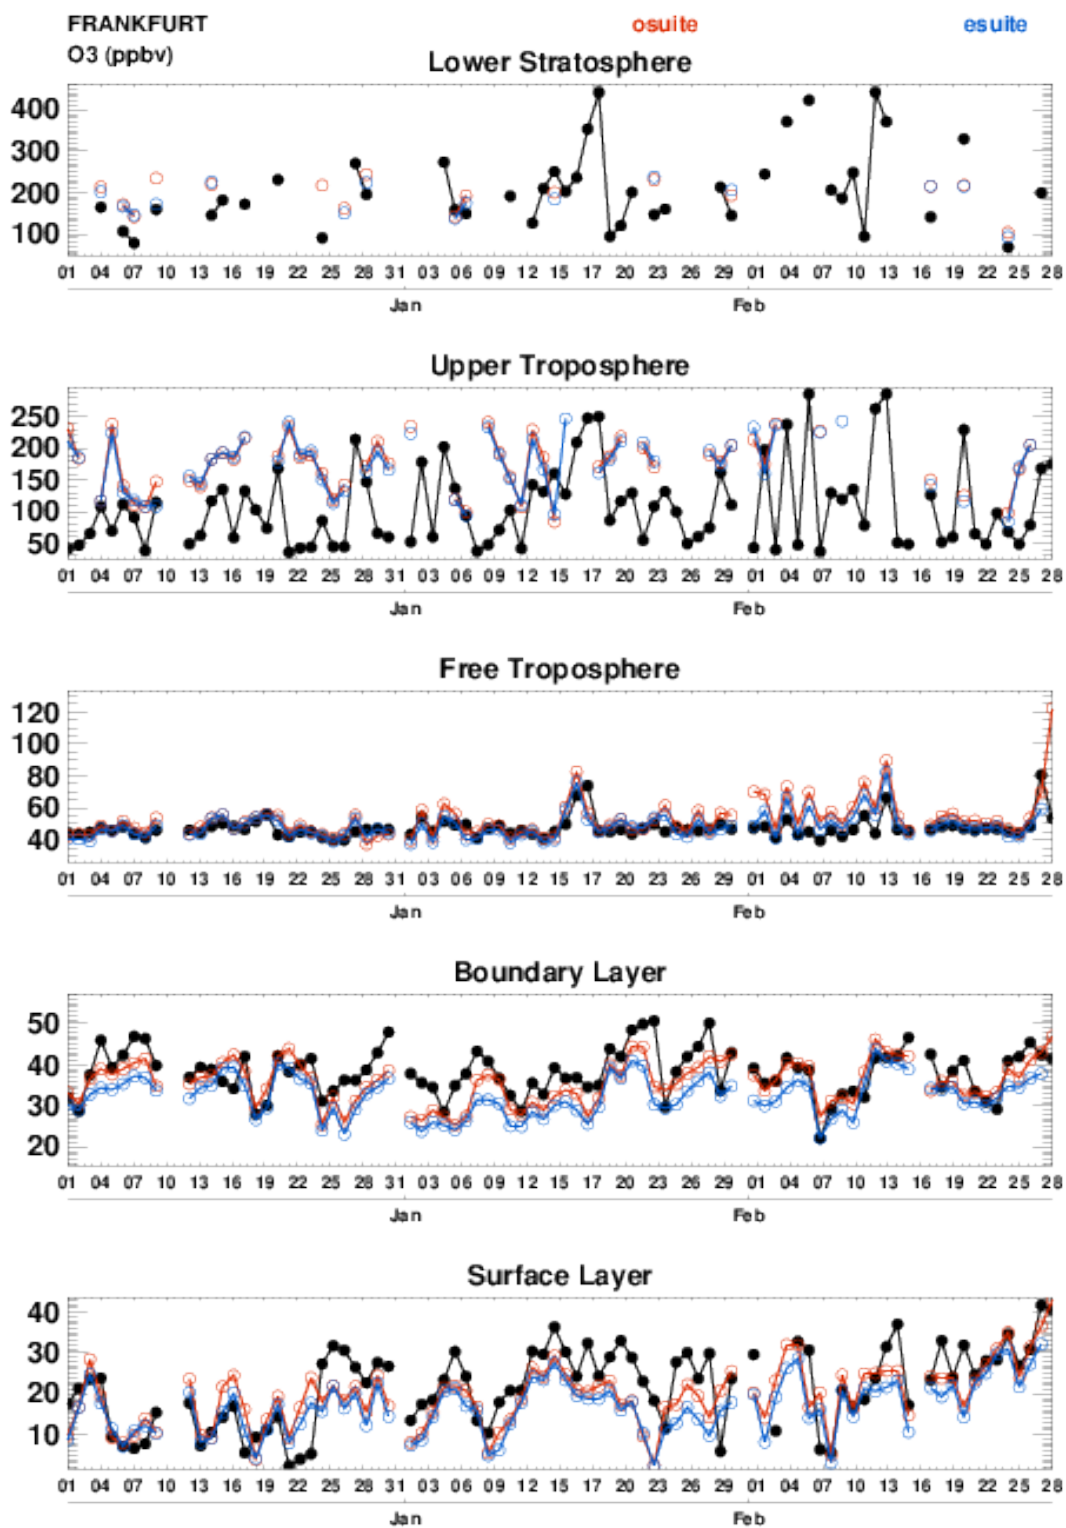 FRANKFURT osuite esuite
O3 (ppbv)
Lower Stratosphere
400
300
200
100
01 04 07 10 13 16 19 22 25 28 31 03 06 09 11 14 17 20 23 26 29 01 04 07 10 13 16 19 22 25 28
Jan Feb
Upper Troposphere
250
200
150
100
50
01 04 07 10 13 16 19 22 25 28 31 03 06 09 11 14 17 20 23 26 29 01 04 07 10 13 16 19 22 25 28
Jan Feb
Free Troposphere
120
100
80
60
40
01 04 07 10 13 16 19 22 25 28 31 03 06 09 11 14 17 20 23 26 29 01 04 07 10 13 16 19 22 25 28
Jan Feb
Boundary Layer
50
40
30
20
01 04 07 10 13 16 19 22 25 28 31 03 06 09 11 14 17 20 23 26 29 01 04 07 10 13 16 19 22 25 28
Jan Feb
Surface Layer
40
30
20
10
01 04 07 10 13 16 19 22 25 28 31 03 06 09 11 14 17 20 23 26 29 01 04 07 10 13 16 19 22 25 28
Jan Feb